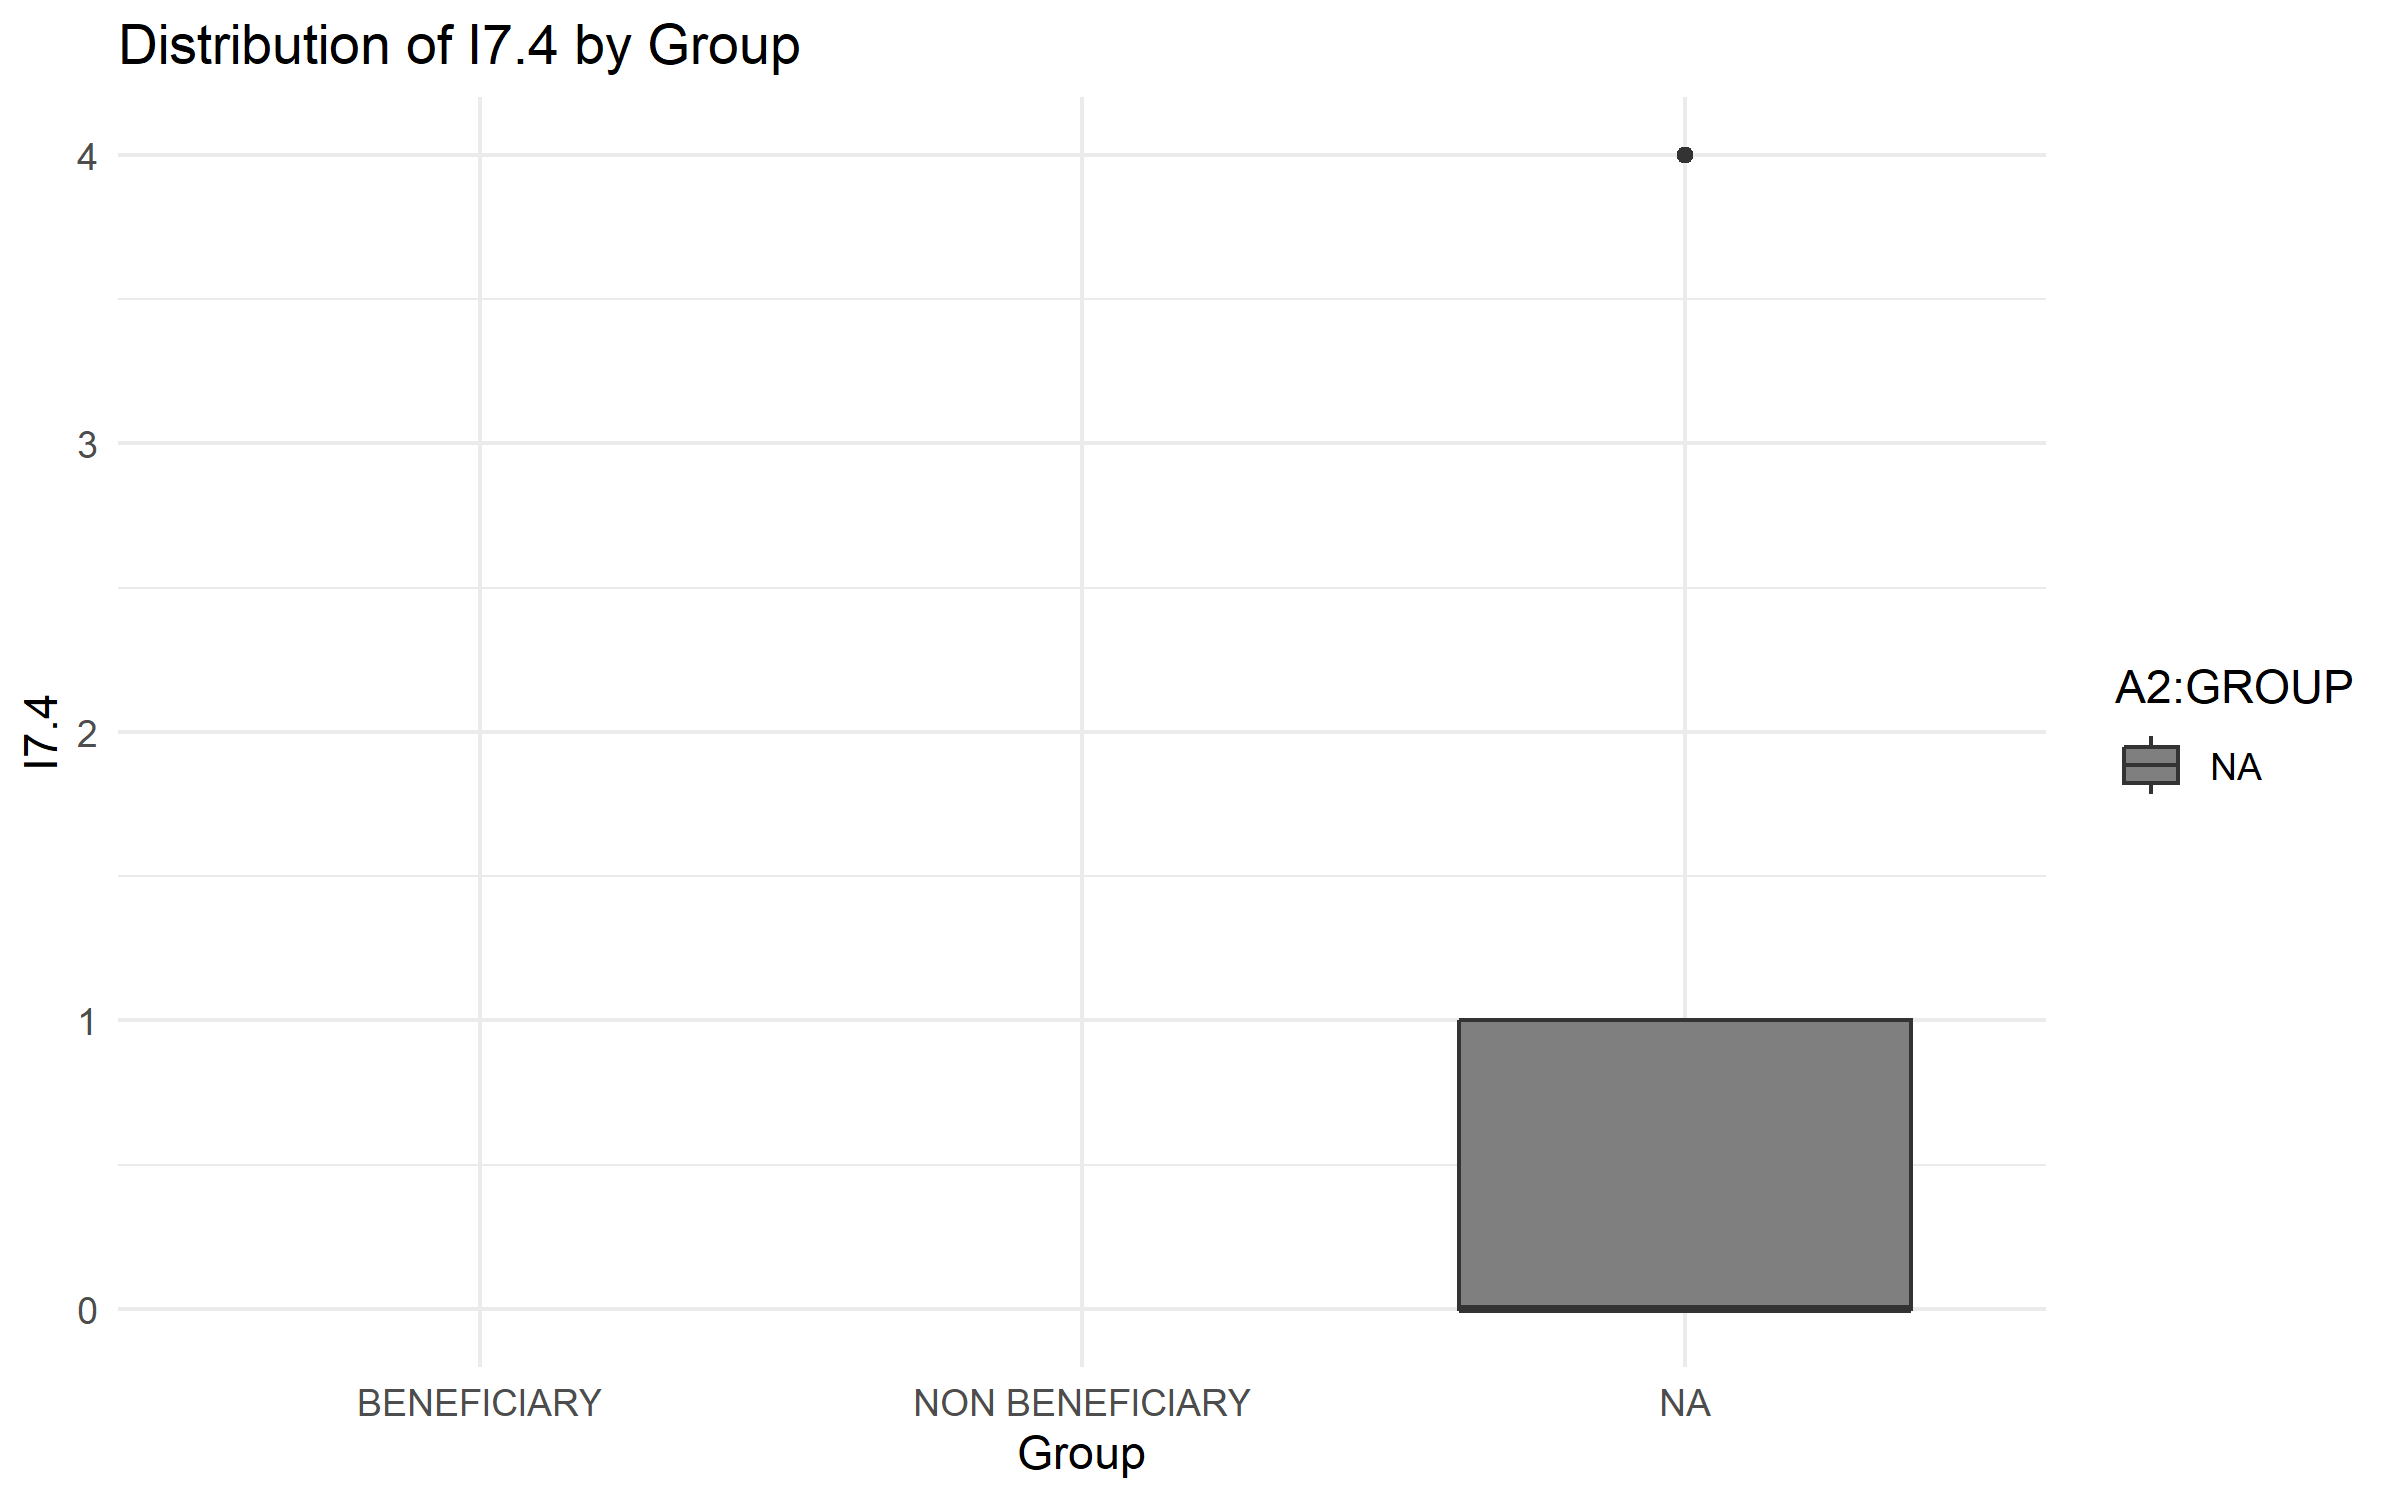 Distribution of I7.4 by Group
4
3
2
1
0
I7.4
BENEFICIARY
NON BENEFICIARY
NA
Group
A2:GROUP
NA